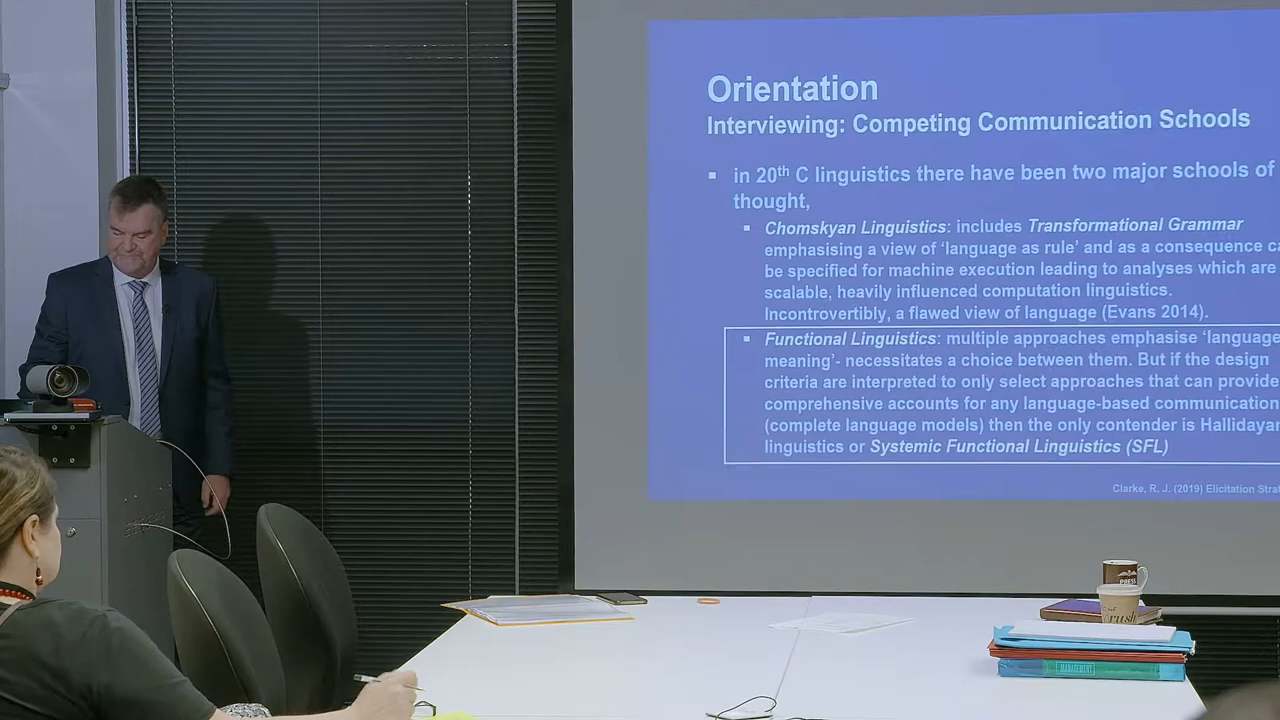 Orientation
Interviewing: Competing Communication Schools
▪ in 20th C linguistics there have been two major schools of
thought,
▪ Chomskyan Linguistics: includes Transformational Grammar
emphasising a view of ‘language as rule’ and as a consequence
be specified for machine execution leading to analyses which are
scalable, heavily influenced computation linguistics.
Incontrovertibly, a flawed view of language (Evans 2014).
▪ Functional Linguistics: multiple approaches emphasise ‘language
meaning’- necessitates a choice between them. But if the design
criteria are interpreted to only select approaches that can provide
comprehensive accounts for any language-based communication
(complete language models) then the only contender is Hallidayan
linguistics or Systemic Functional Linguistics (SFL)
Clarke, R. J. (2019) Elicitation
PRESS
MANAGEMENT